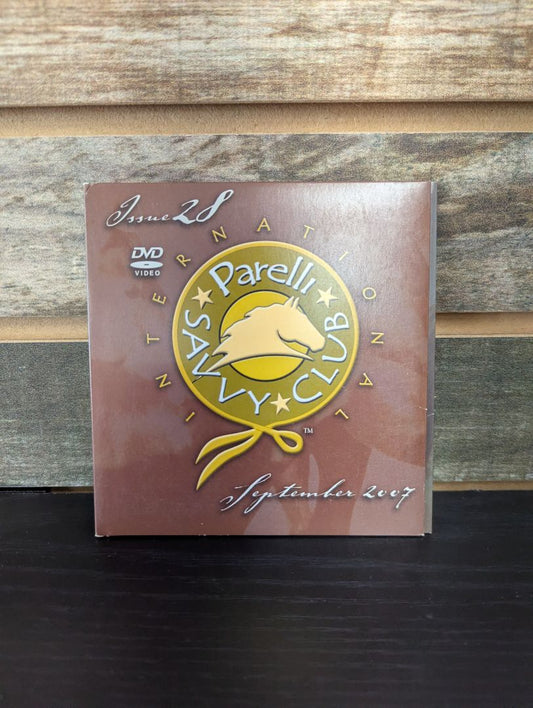 Issue 28
DVD
VIDEO
INTERNATIONAL
Parelli
SAVVY CLUB
TM
September 2007